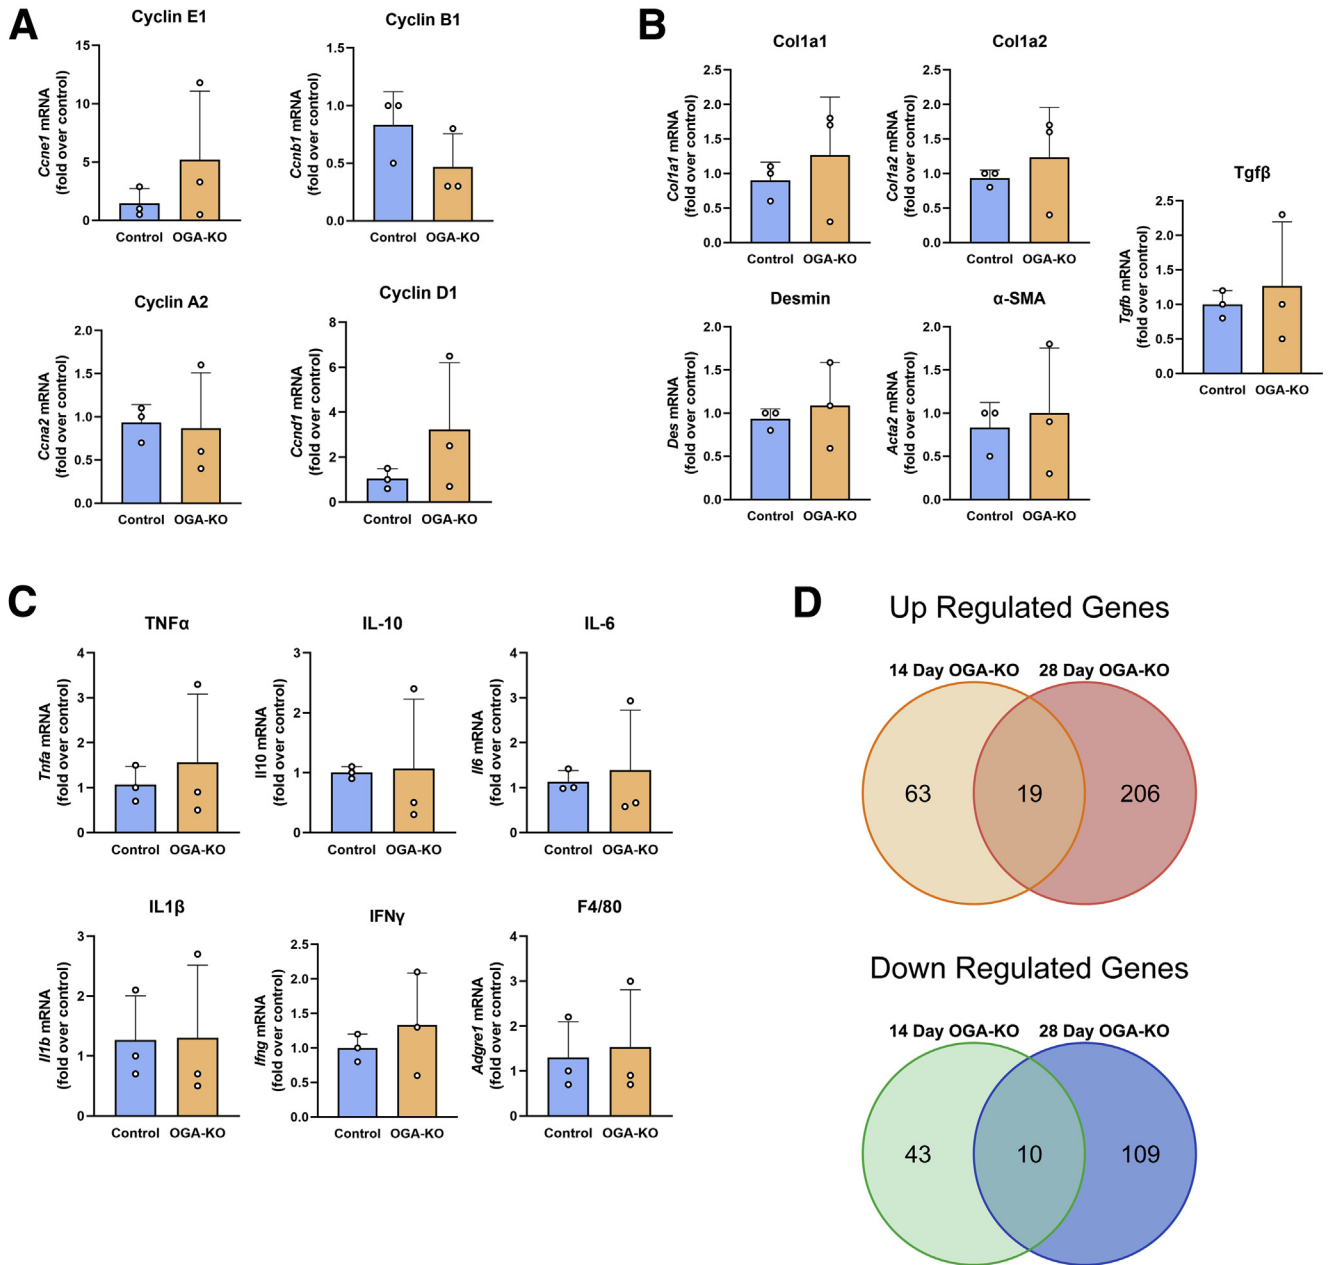 A
Cyclin E1
Ccne1 mRNA
(fold over control)
15
10
5
0
Control OGA-KO
Cyclin B1
Ccnb1 mRNA
(fold over control)
1.5
1.0
0.5
0.0
Control OGA-KO
Cyclin A2
Ccna2 mRNA
(fold over control)
2.0
1.5
1.0
0.5
0.0
Control OGA-KO
Cyclin D1
Ccnd1 mRNA
(fold over control)
8
6
4
2
0
Control OGA-KO
B
Col1a1
Col1a1 mRNA
(fold over control)
2.5
2.0
1.5
1.0
0.5
0.0
Control OGA-KO
Col1a2
Col1a2 mRNA
(fold over control)
2.5
2.0
1.5
1.0
0.5
0.0
Control OGA-KO
Tgfβ
Tgfb mRNA
(fold over control)
2.5
2.0
1.5
1.0
0.5
0.0
Control OGA-KO
Desmin
Des mRNA
(fold over control)
2.0
1.5
1.0
0.5
0.0
Control OGA-KO
α-SMA
Acta2 mRNA
(fold over control)
2.0
1.5
1.0
0.5
0.0
Control OGA-KO
C
TNFα
Tnfa mRNA
(fold over control)
4
3
2
1
0
Control OGA-KO
IL-10
Il10 mRNA
(fold over control)
3
2
1
0
Control OGA-KO
IL-6
Il6 mRNA
(fold over control)
4
3
2
1
0
Control OGA-KO
IL1β
Il1b mRNA
(fold over control)
3
2
1
0
Control OGA-KO
IFNγ
Ifng mRNA
(fold over control)
2.5
2.0
1.5
1.0
0.5
0.0
Control OGA-KO
F4/80
Adgre1 mRNA
(fold over control)
4
3
2
1
0
Control OGA-KO
D
Up Regulated Genes
14 Day OGA-KO 28 Day OGA-KO
63 19 206
Down Regulated Genes
14 Day OGA-KO 28 Day OGA-KO
43 10 109